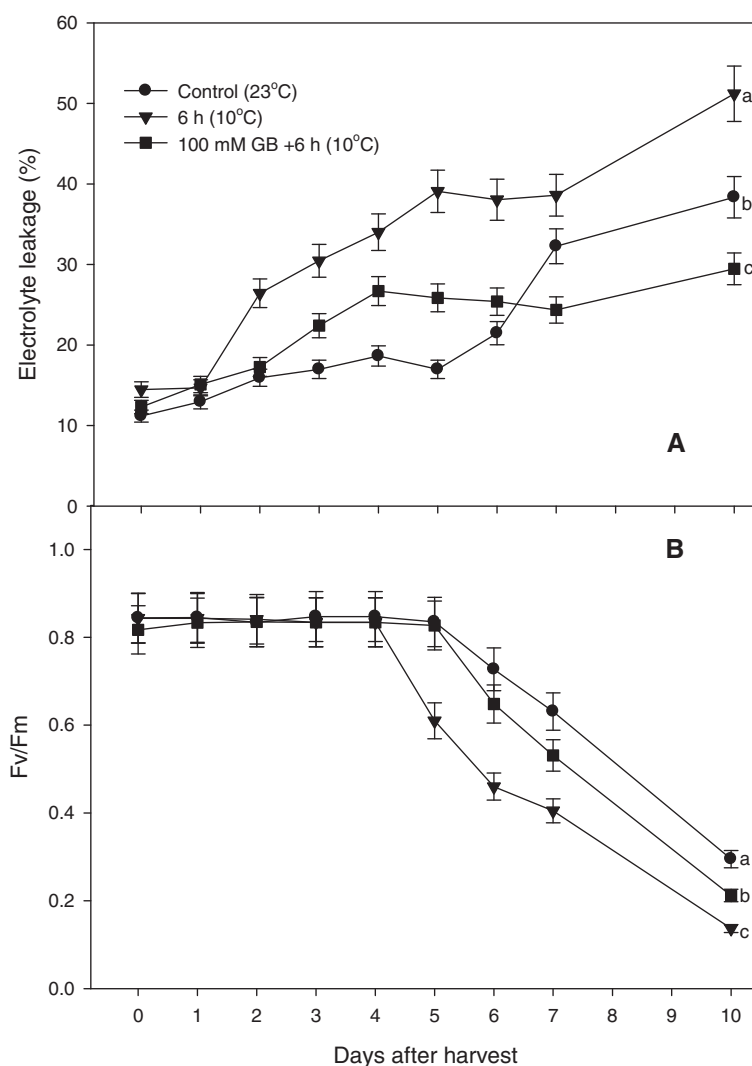 60
50
40
30
20
10
0
Electrolyte leakage (%)
Control (23°C)
6 h (10°C)
100 mM GB +6 h (10°C)
a
b
c
A
1.0
0.8
0.6
0.4
0.2
0.0
Fv/Fm
B
a
b
c
0 1 2 3 4 5 6 7 8 9 10
Days after harvest